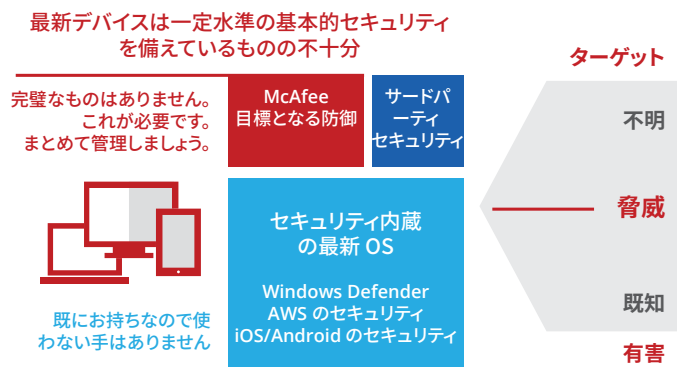 最新デバイスは一定水準の基本的セキュリティ
を備えているものの不十分
完璧なものはありません。
これが必要です。
まとめて管理しましょう。
McAfee
目標となる防御
サードパ
ーティ
セキュリティ
セキュリティ内蔵
の最新 OS
Windows Defender
AWS のセキュリティ
iOS/Android のセキュリティ
既にお持ちなので使
わない手はありません
ターゲット
不明
脅威
既知
有害